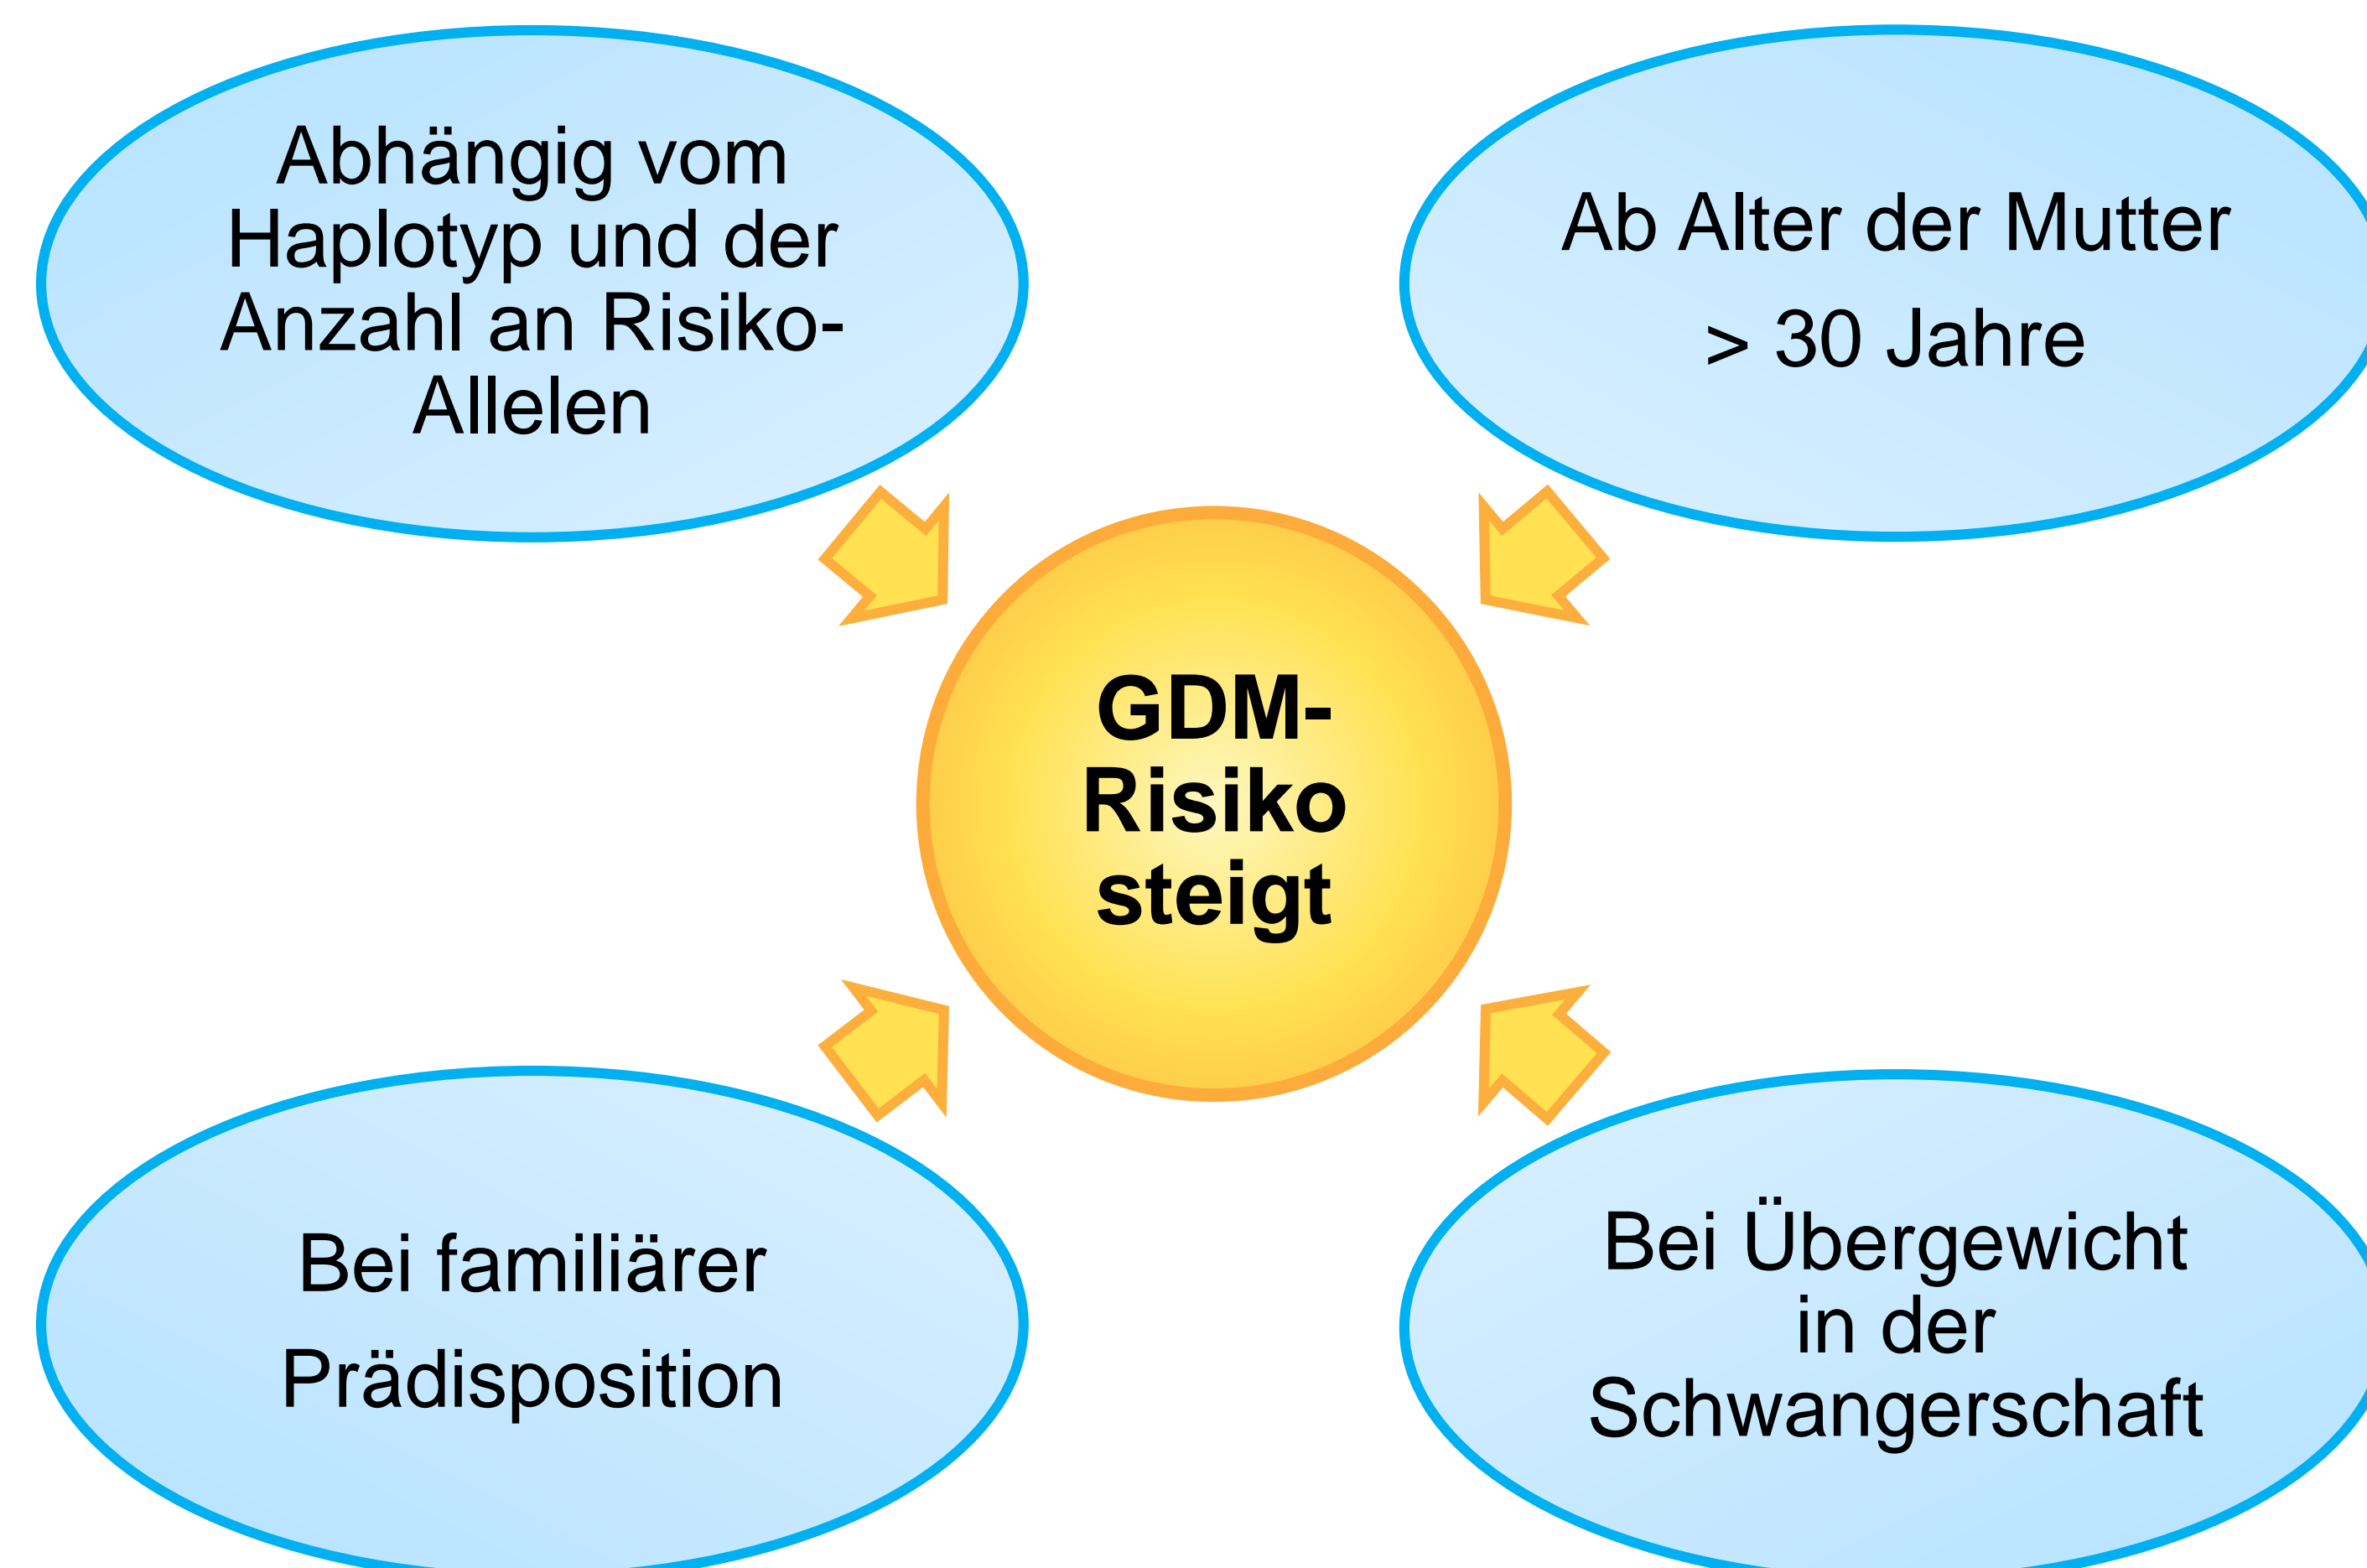 Abhängig vom
Haplotyp und der
Anzahl an Risiko-
Allelen
Ab Alter der Mutter
> 30 Jahre
GDM-
Risiko
steigt
Bei familiärer
Prädisposition
Bei Übergewicht
in der
Schwangerschaft